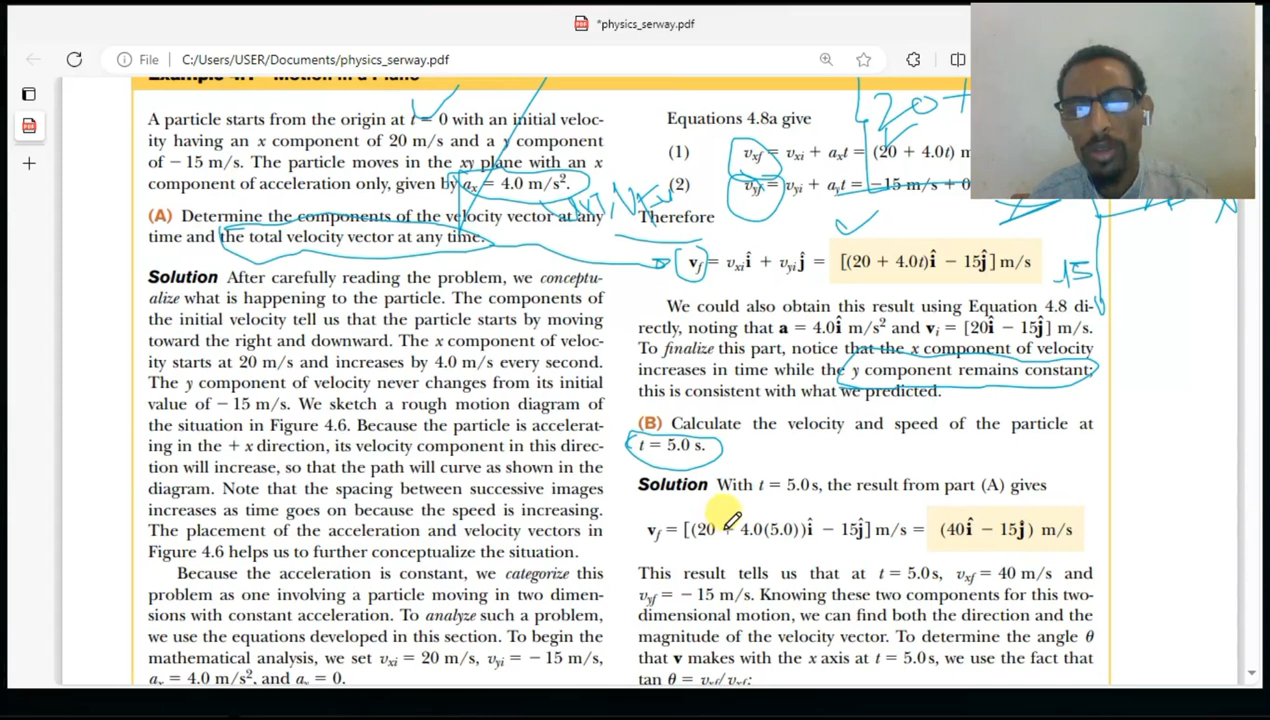 *physics_serway.pdf
File
C:/Users/USER/Documents/physics_serway.pdf
Example 4.1 Motion in a Plane
A particle starts from the origin at t = 0 with an initial veloc-
ity having an x component of 20 m/s and a y component
of − 15 m/s. The particle moves in the xy plane with an x
component of acceleration only, given by aₓ = 4.0 m/s².
(A) Determine the components of the velocity vector at any
time and the total velocity vector at any time.
Solution After carefully reading the problem, we conceptu-
alize what is happening to the particle. The components of
the initial velocity tell us that the particle starts by moving
toward the right and downward. The x component of veloc-
ity starts at 20 m/s and increases by 4.0 m/s every second.
The y component of velocity never changes from its initial
value of − 15 m/s. We sketch a rough motion diagram of
the situation in Figure 4.6. Because the particle is accelerat-
ing in the + x direction, its velocity component in this direc-
tion will increase, so that the path will curve as shown in the
diagram. Note that the spacing between successive images
increases as time goes on because the speed is increasing.
The placement of the acceleration and velocity vectors in
Figure 4.6 helps us to further conceptualize the situation.
Because the acceleration is constant, we categorize this
problem as one involving a particle moving in two dimen-
sions with constant acceleration. To analyze such a problem,
we use the equations developed in this section. To begin the
mathematical analysis, we set vxi = 20 m/s, vyi = − 15 m/s,
ax = 4.0 m/s², and ay = 0.
20+
Equations 4.8a give
(1) vxf = vxi + axt = (20 + 4.0t) m
(2) vyf = vyi + ayt = −15 m/s + 0
Therefore
vf = vxi î + vyi ĵ = [(20 + 4.0t)î − 15ĵ] m/s
15
We could also obtain this result using Equation 4.8 di-
rectly, noting that a = 4.0î m/s² and vi = [20î − 15ĵ] m/s.
To finalize this part, notice that the x component of velocity
increases in time while the y component remains constant;
this is consistent with what we predicted.
(B) Calculate the velocity and speed of the particle at
t = 5.0 s.
Solution With t = 5.0 s, the result from part (A) gives
vf = [(20 + 4.0(5.0))î − 15ĵ] m/s = (40î − 15ĵ) m/s
This result tells us that at t = 5.0 s, vxf = 40 m/s and
vyf = − 15 m/s. Knowing these two components for this two-
dimensional motion, we can find both the direction and the
magnitude of the velocity vector. To determine the angle θ
that v makes with the x axis at t = 5.0 s, we use the fact that
tan θ = vyf/vxf: